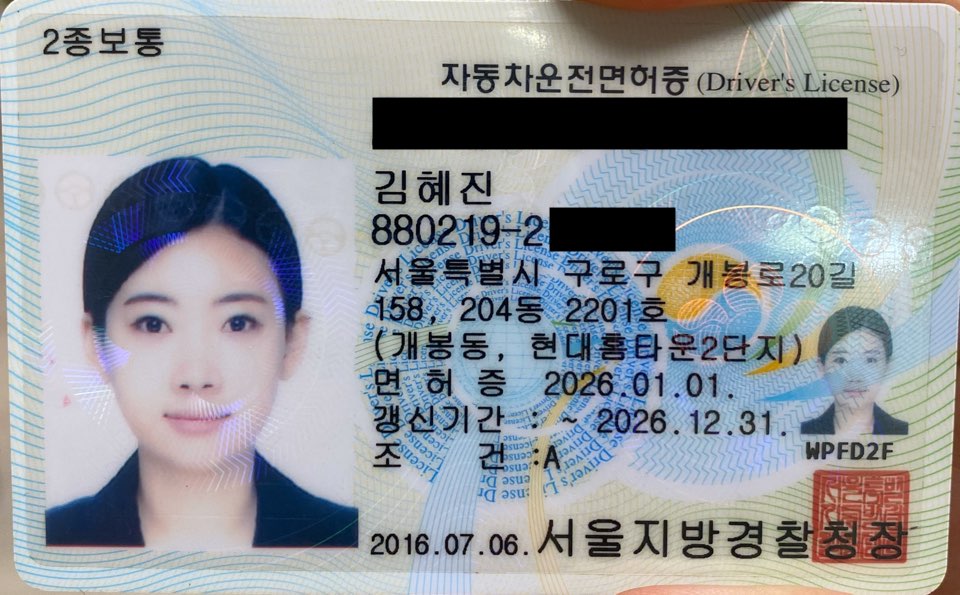 2종보통
자동차운전면허증 (Driver's License)
김혜진
880219-2
서울특별시 구로구 개봉로20길
158, 204동 2201호
(개봉동, 현대홈타운2단지)
면 허 증 2026.01.01.
갱신기간 : ~ 2026.12.31.
조 건 :A
WPFD2F
2016.07.06. 서울지방경찰청장